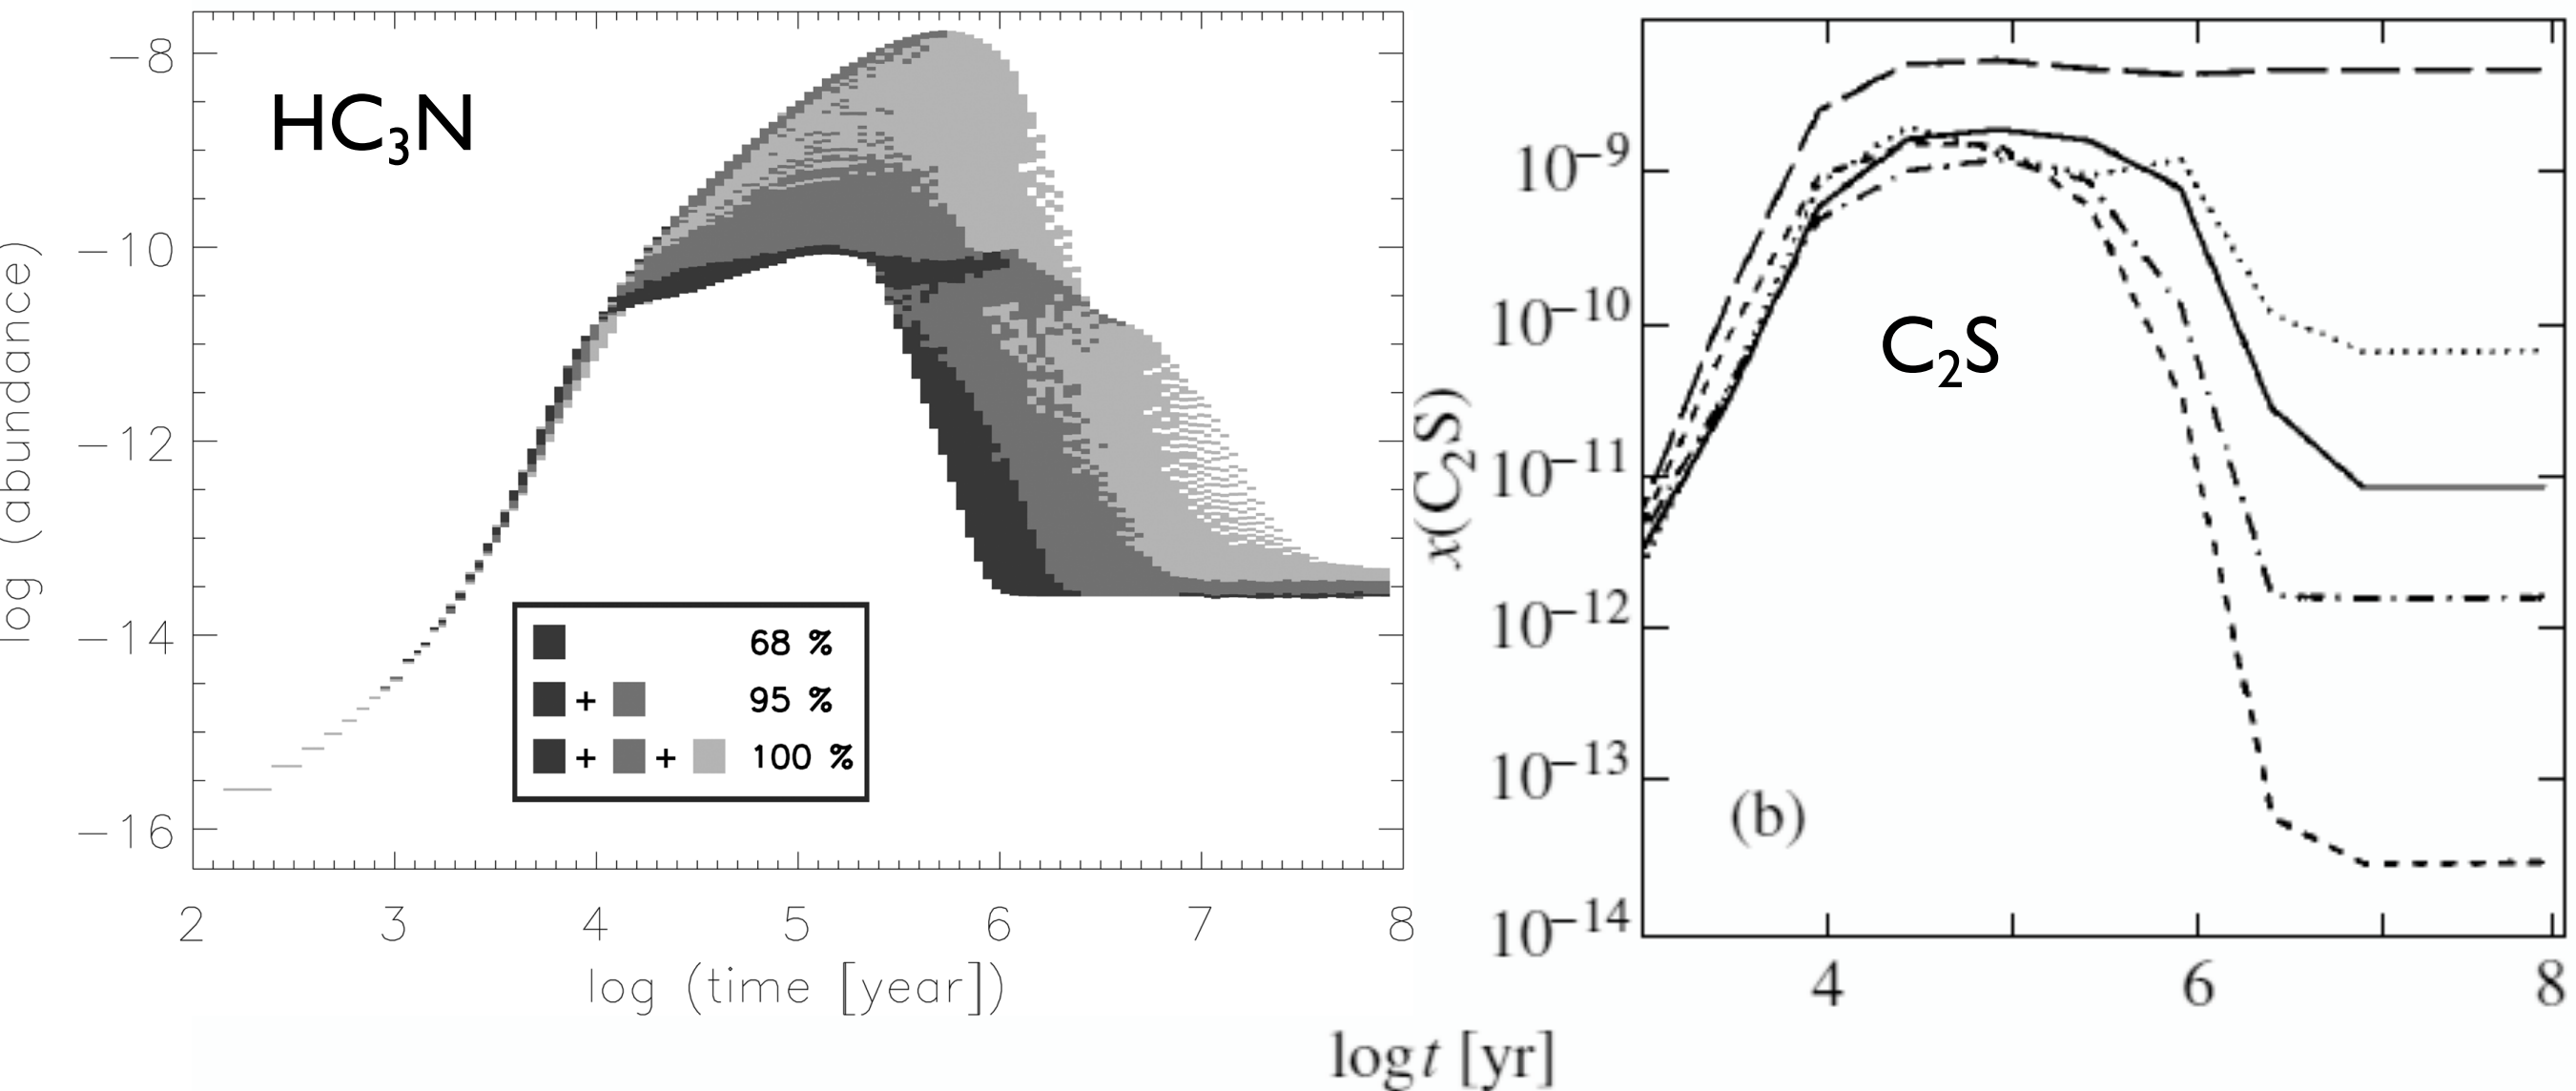 HC₃N
log (abundance)
−8
−10
−12
−14
−16
68 %
+ 95 %
+ + 100 %
2 3 4 5 6 7 8
log (time [year])
x(C₂S)
10⁻⁹
10⁻¹⁰
10⁻¹¹
10⁻¹²
10⁻¹³
10⁻¹⁴
C₂S
(b)
4 6 8
log t [yr]